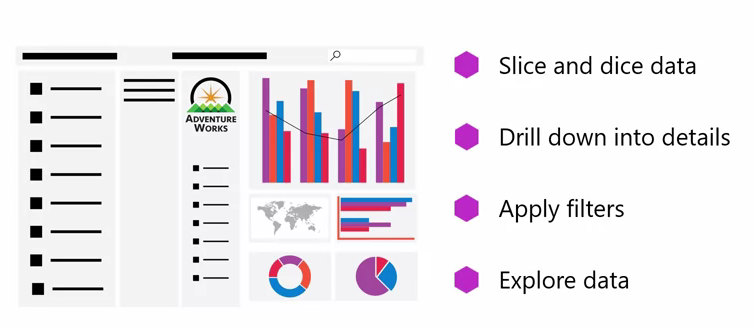 ADVENTURE
WORKS
Slice and dice data
Drill down into details
Apply filters
Explore data